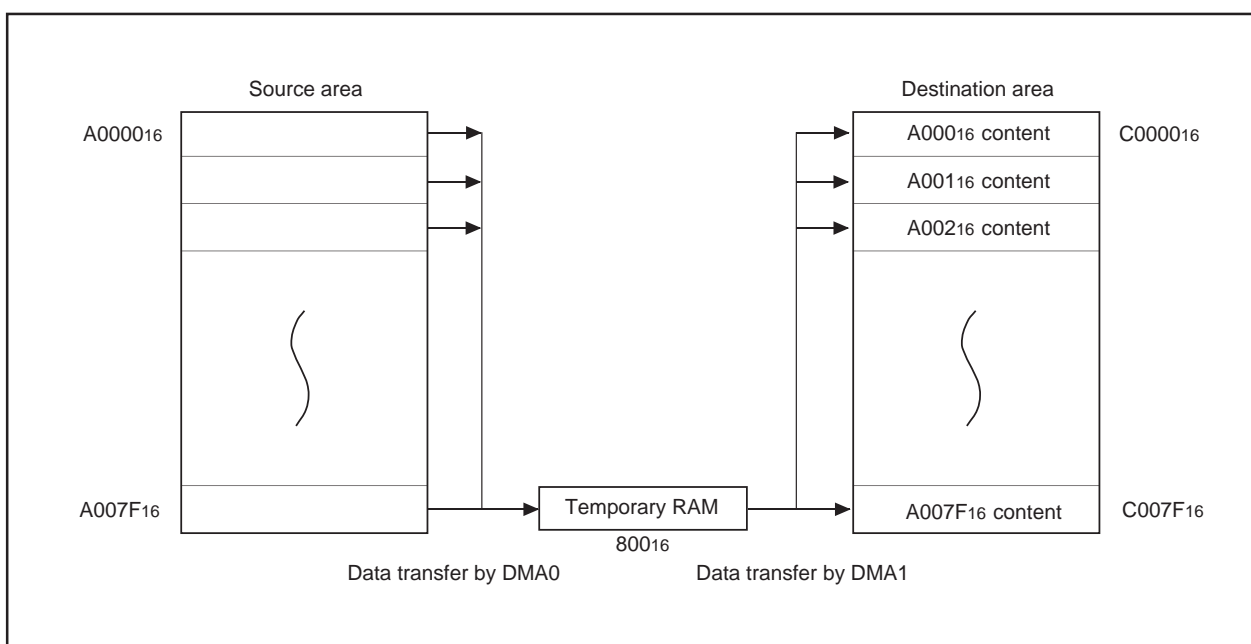 Source area
Destination area
A000016
A00016 content
C000016
A00116 content
A00216 content
A007F16
Temporary RAM
A007F16 content
C007F16
80016
Data transfer by DMA0
Data transfer by DMA1